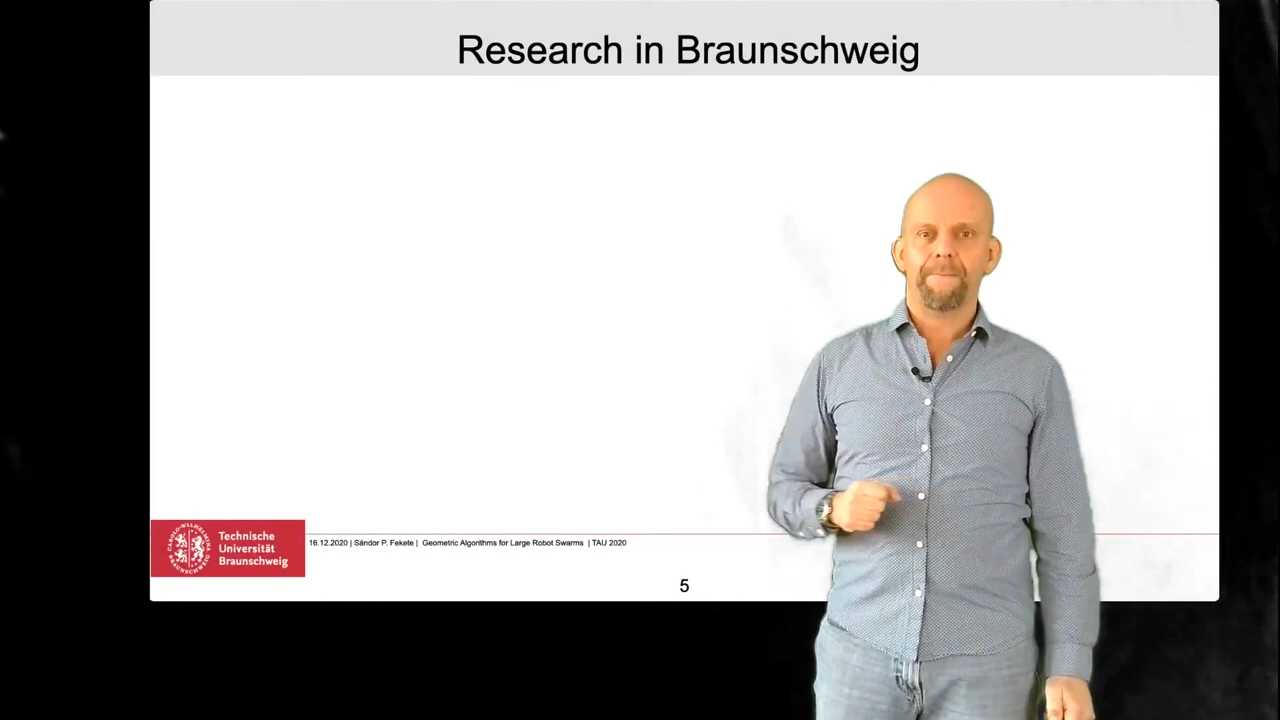 Research in Braunschweig
Technische
Universität
Braunschweig
16.12.2020 | Sándor P. Fekete | Geometric Algorithms for Large Robot Swarms | TAU 2020
5